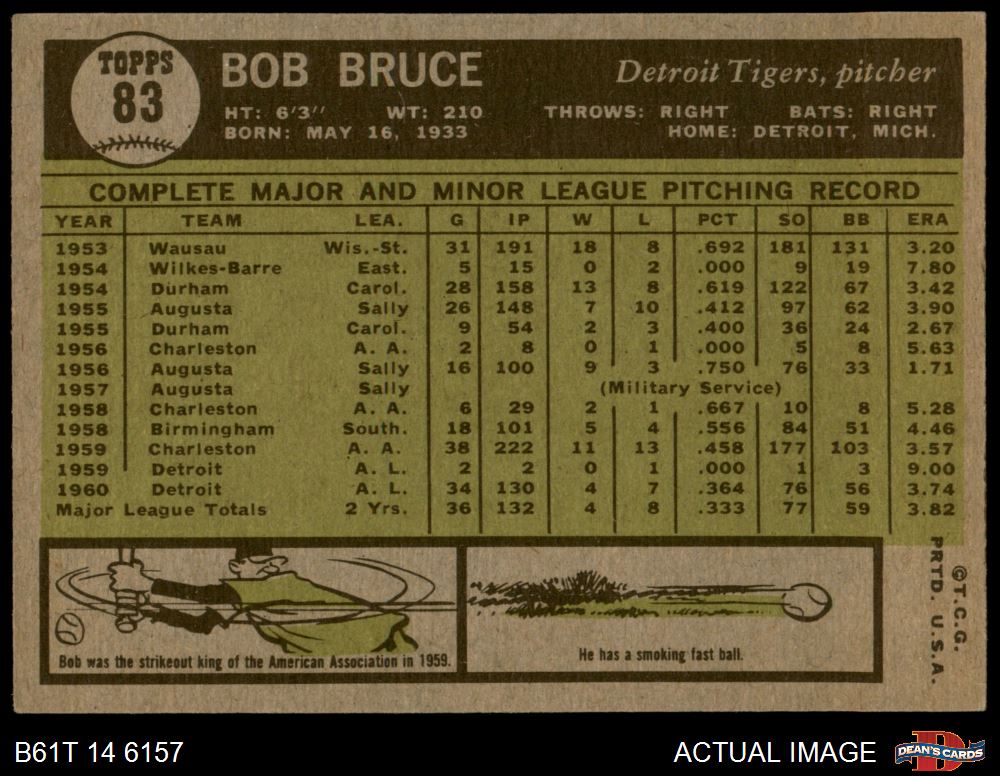 TOPPS
83
BOB BRUCE
Detroit Tigers, pitcher
HT: 6'3" WT: 210 THROWS: RIGHT BATS: RIGHT
BORN: MAY 16, 1933 HOME: DETROIT, MICH.
COMPLETE MAJOR AND MINOR LEAGUE PITCHING RECORD
YEAR TEAM LEA. G IP W L PCT SO BB ERA
1953 Wausau Wis.-St. 31 191 18 8 .692 181 131 3.20
1954 Wilkes-Barre East. 5 15 0 2 .000 9 19 7.80
1954 Durham Carol. 28 158 13 8 .619 122 67 3.42
1955 Augusta Sally 26 148 7 10 .412 97 62 3.90
1955 Durham Carol. 9 54 2 3 .400 36 24 2.67
1956 Charleston A. A. 2 8 0 1 .000 5 8 5.63
1956 Augusta Sally 16 100 9 3 .750 76 33 1.71
1957 Augusta Sally (Military Service)
1958 Charleston A. A. 6 29 2 1 .667 10 8 5.28
1958 Birmingham South. 18 101 5 4 .556 84 51 4.46
1959 Charleston A. A. 38 222 11 13 .458 177 103 3.57
1959 Detroit A. L. 2 2 0 1 .000 1 3 9.00
1960 Detroit A. L. 34 130 4 7 .364 76 56 3.74
Major League Totals 2 Yrs. 36 132 4 8 .333 77 59 3.82
Bob was the strikeout king of the American Association in 1959.
He has a smoking fast ball.
©T.C.G.
PRTD. U.S.A.
B61T 14 6157
ACTUAL IMAGE
DEAN'S CARDS